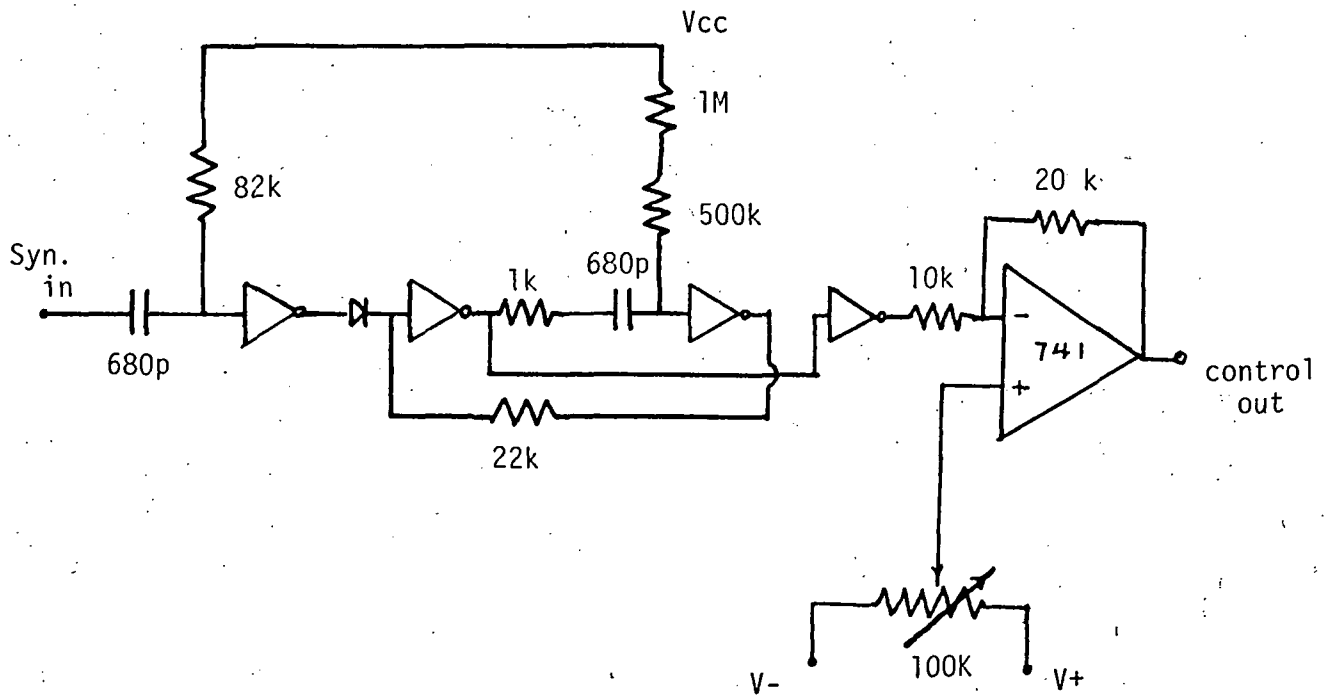 Vcc
1M
82k
500k
20 k
Syn.
in
1k
680p
10k
680p
-
741
+
control
out
22k
100K
V-
V+